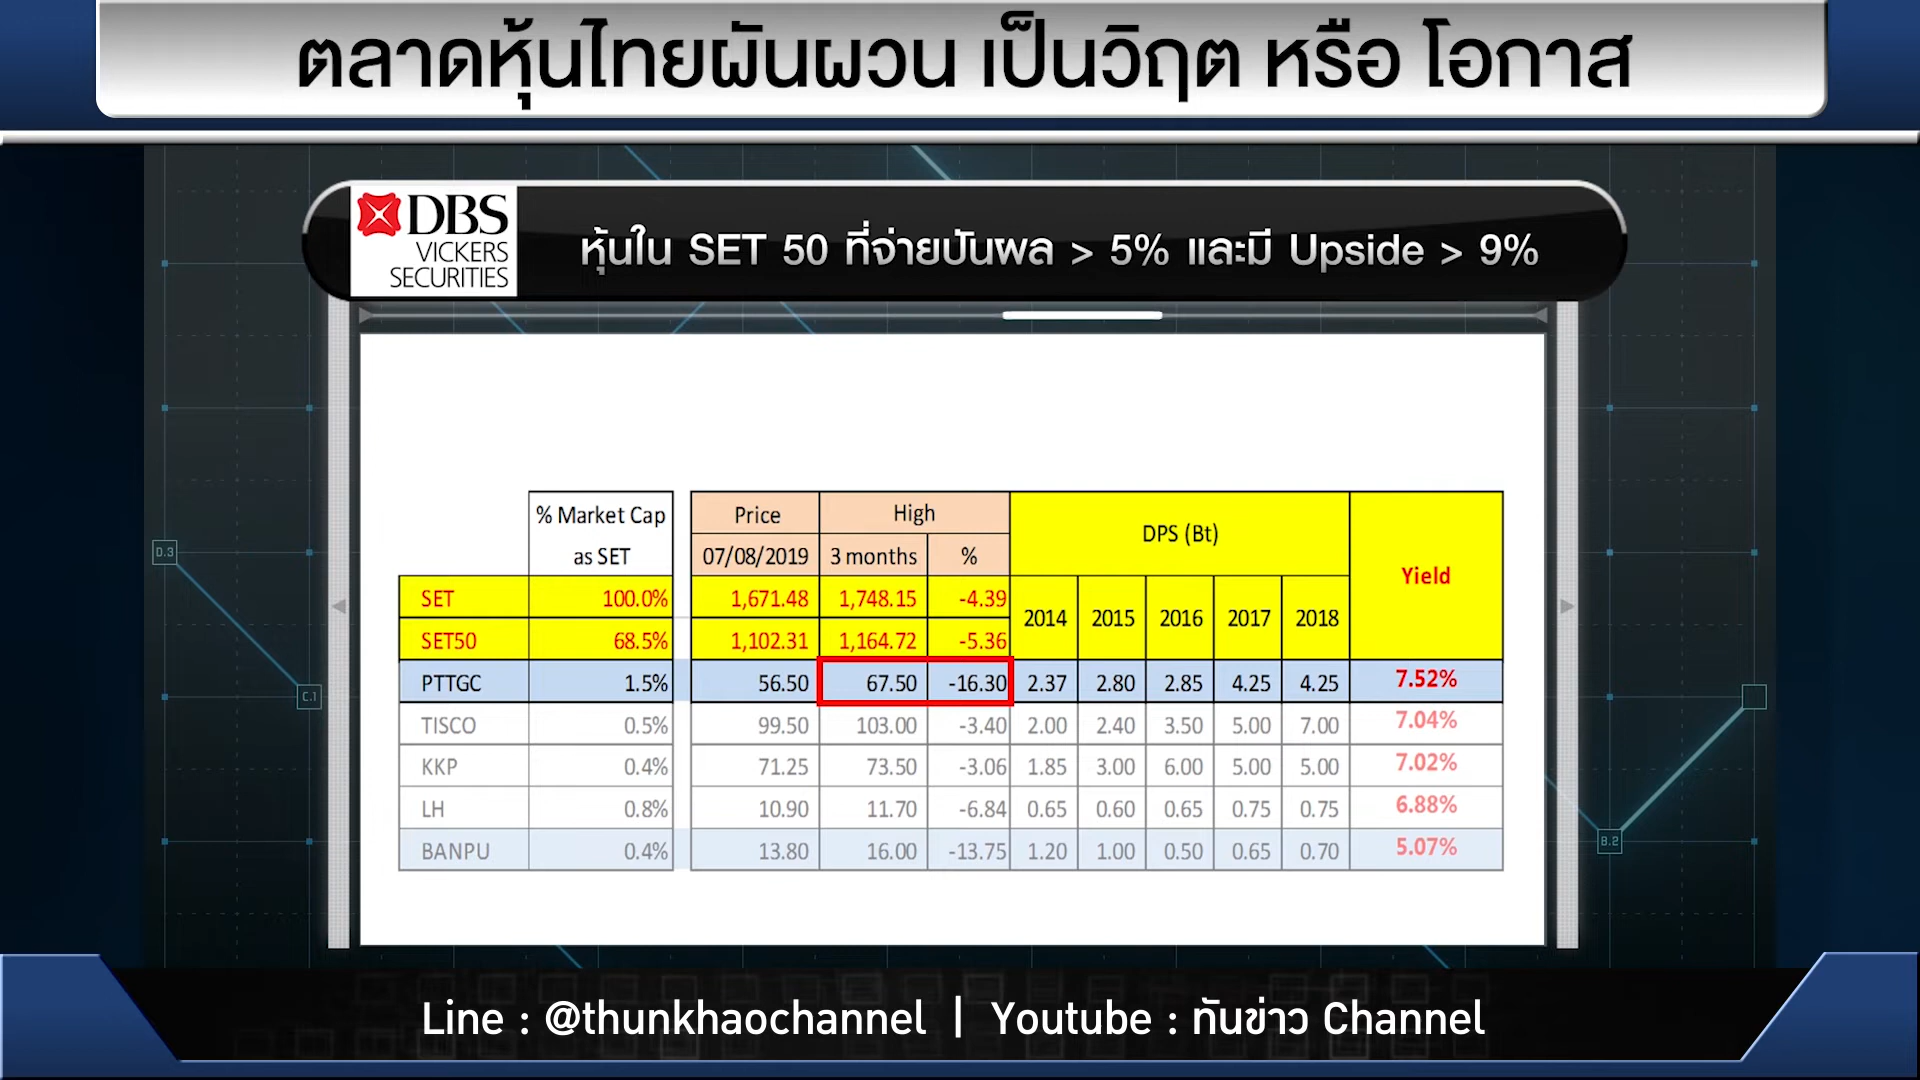 ตลาดหุ้นไทยผันผวน เป็นวิฤต หรือ โอกาส
DBS
VICKERS
SECURITIES
หุ้นใน SET 50 ที่จ่ายปันผล > 5% และมี Upside > 9%
% Market Cap as SET Price High DPS (Bt) Yield
07/08/2019 3 months %
2014 2015 2016 2017 2018
SET 100.0% 1,671.48 1,748.15 -4.39
SET50 68.5% 1,102.31 1,164.72 -5.36
PTTGC 1.5% 56.50 67.50 -16.30 2.37 2.80 2.85 4.25 4.25 7.52%
TISCO 0.5% 99.50 103.00 -3.40 2.00 2.40 3.50 5.00 7.00 7.04%
KKP 0.4% 71.25 73.50 -3.06 1.85 3.00 6.00 5.00 5.00 7.02%
LH 0.8% 10.90 11.70 -6.84 0.65 0.60 0.65 0.75 0.75 6.88%
BANPU 0.4% 13.80 16.00 -13.75 1.20 1.00 0.50 0.65 0.70 5.07%
D.3
C.1
B.2
Line : @thunkhaochannel | Youtube : ทันข่าว Channel